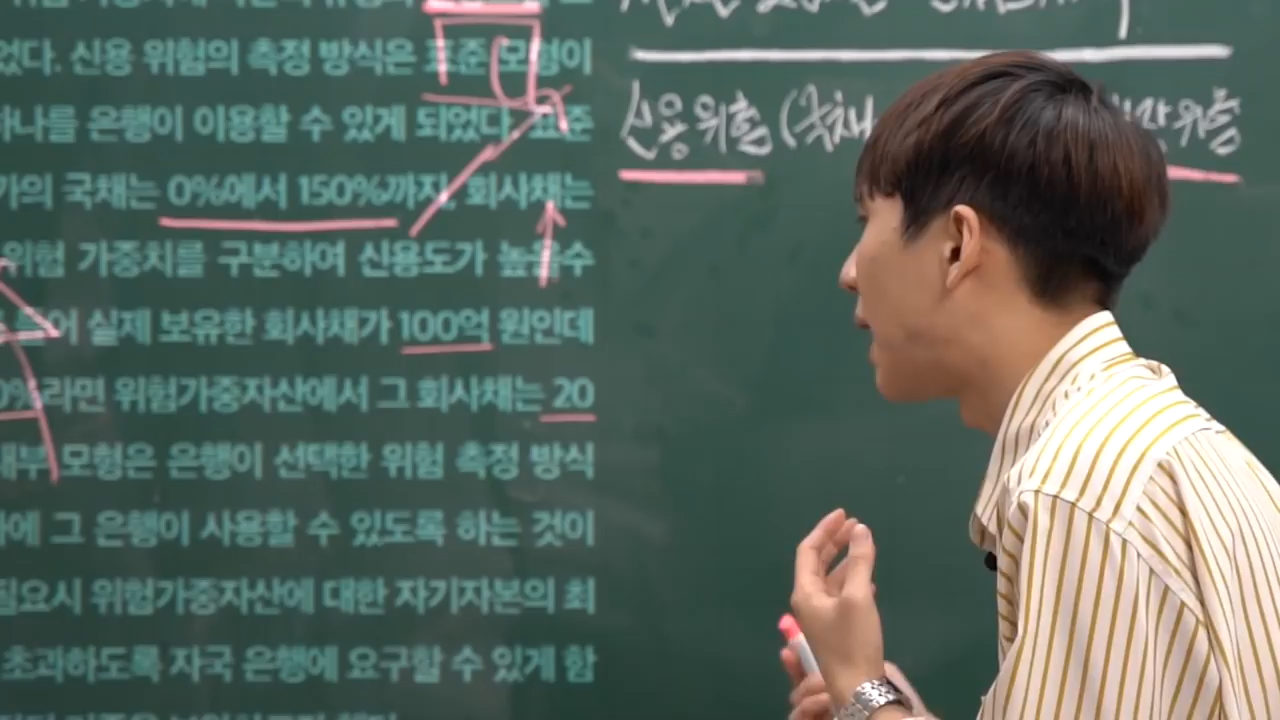 었다. 신용 위험의 측정 방식은 표준 모형이
하나를 은행이 이용할 수 있게 되었다. 표준
가의 국채는 0%에서 150%까지, 회사채는
위험 가중치를 구분하여 신용도가 높을수
들어 실제 보유한 회사채가 100억 원인데
0%라면 위험가중자산에서 그 회사채는 20
내부 모형은 은행이 선택한 위험 측정 방식
하에 그 은행이 사용할 수 있도록 하는 것이
필요시 위험가중자산에 대한 자기자본의 최
초과하도록 자국 은행에 요구할 수 있게 함
신용위험 (국채
위험